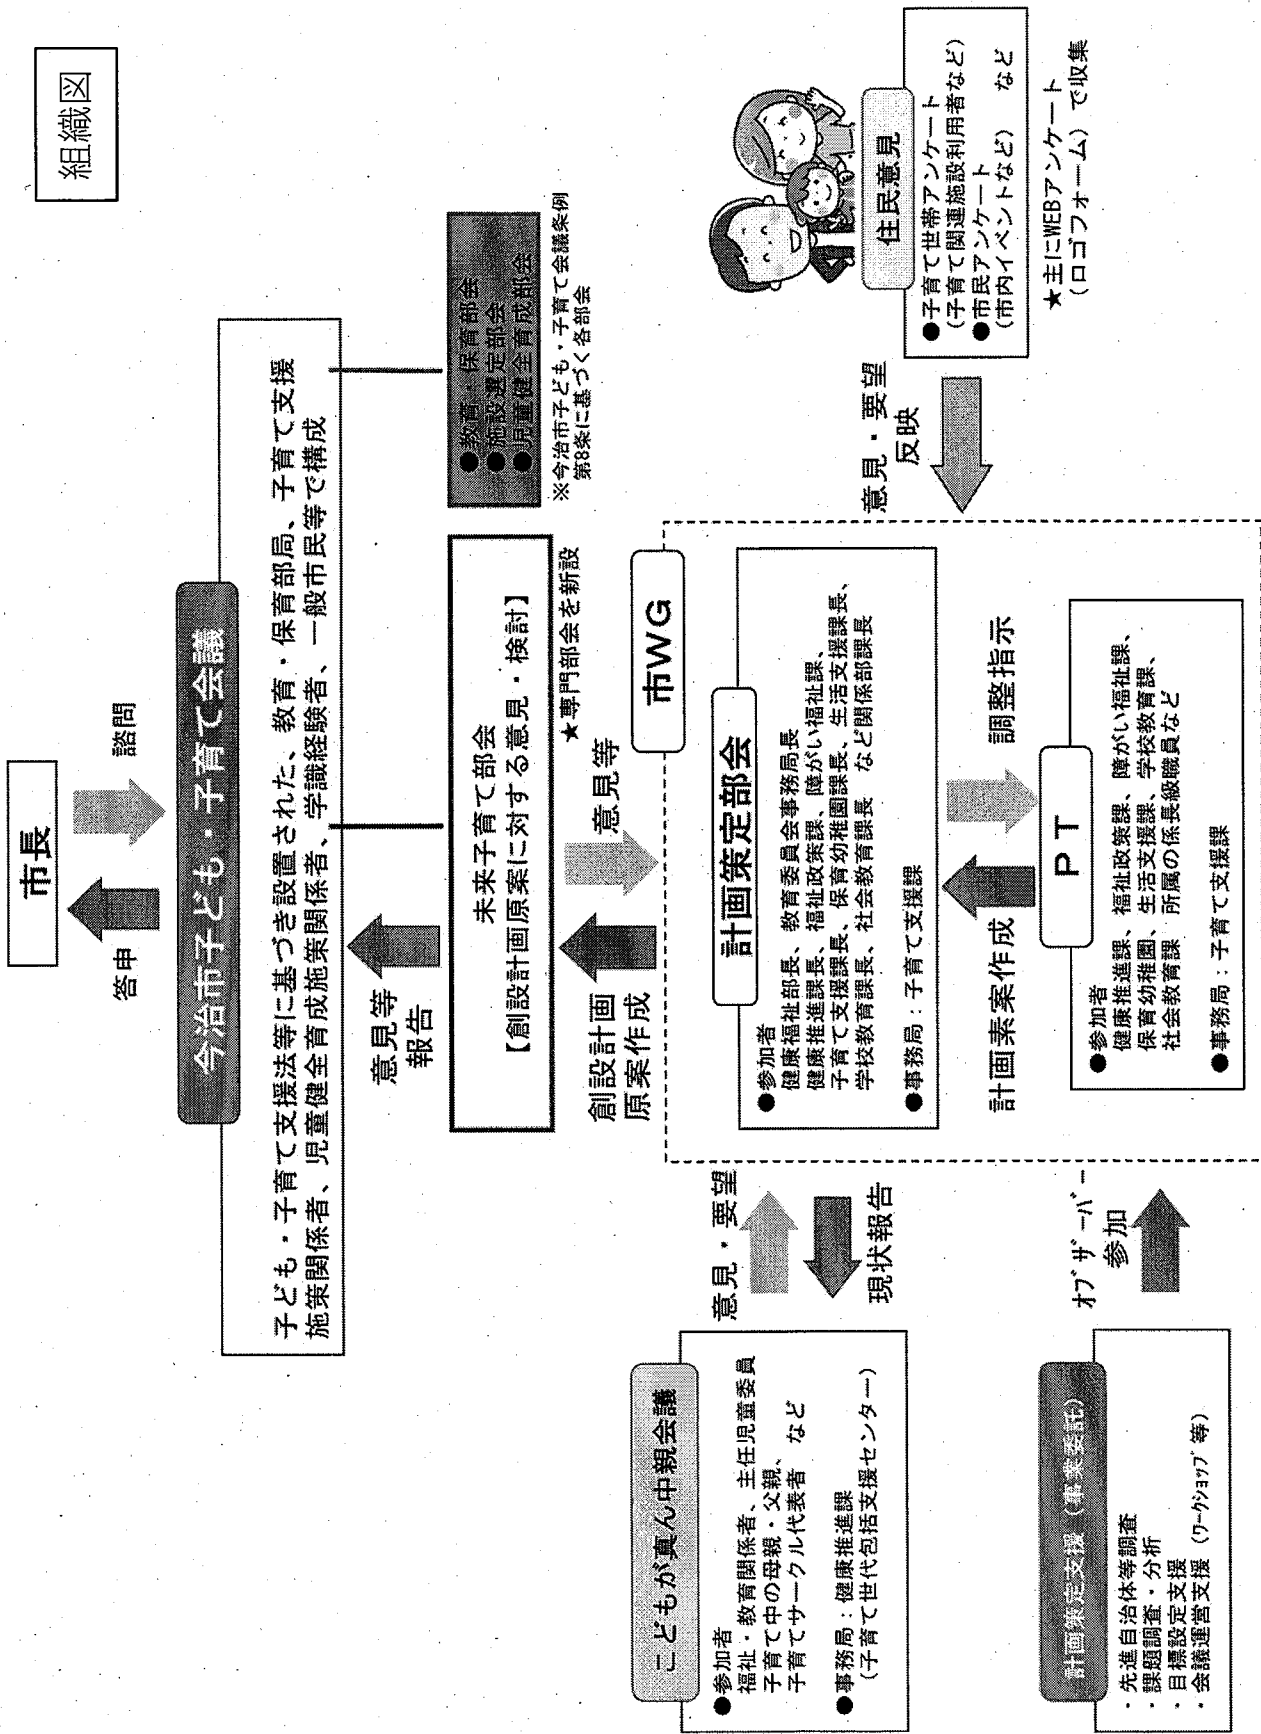 組織図
市長
答申
諮問
今治市子ども・子育て会議
子ども・子育て支援法等に基づき設置された、教育・保育部局、子育て支援
施策関係者、児童健全育成施策関係者、学識経験者、一般市民等で構成
意見等
報告
未来子育て部会
【創設計画原案に対する意見・検討】
★専門部会を新設
●教育・保育部会
●施設選定部会
●児童健全育成部会
※今治市子ども・子育て会議条例
第8条に基づく各部会
創設計画
原案作成
意見等
市WG
計画策定部会
●参加者
健康福祉部長、教育委員会事務局長
健康推進課長、福祉政策課、障がい福祉課、
子育て支援課長、保育幼稚園課長、生活支援課長、
学校教育課長、社会教育課長 など関係部課長
●事務局：子育て支援課
計画素案作成
調整指示
ＰＴ
●参加者
健康推進課、福祉政策課、障がい福祉課、
保育幼稚園、生活支援課、学校教育課、
社会教育課 所属の係長級職員など
●事務局：子育て支援課
こどもが真ん中親会議
●参加者
福祉・教育関係者、主任児童委員
子育て中の母親・父親、
子育てサークル代表者 など
●事務局：健康推進課
（子育て世代包括支援センター）
意見・要望
現状報告
計画策定支援（事業委託）
・先進自治体等調査
・課題調査・分析
・目標設定支援
・会議運営支援（ワークショップ等）
オブザーバー
参加
意見・要望
反映
住民意見
●子育て世帯アンケート
（子育て関連施設利用者など）
●市民アンケート
（市内イベントなど） など
★主にWEBアンケート
（ロゴフォーム）で収集